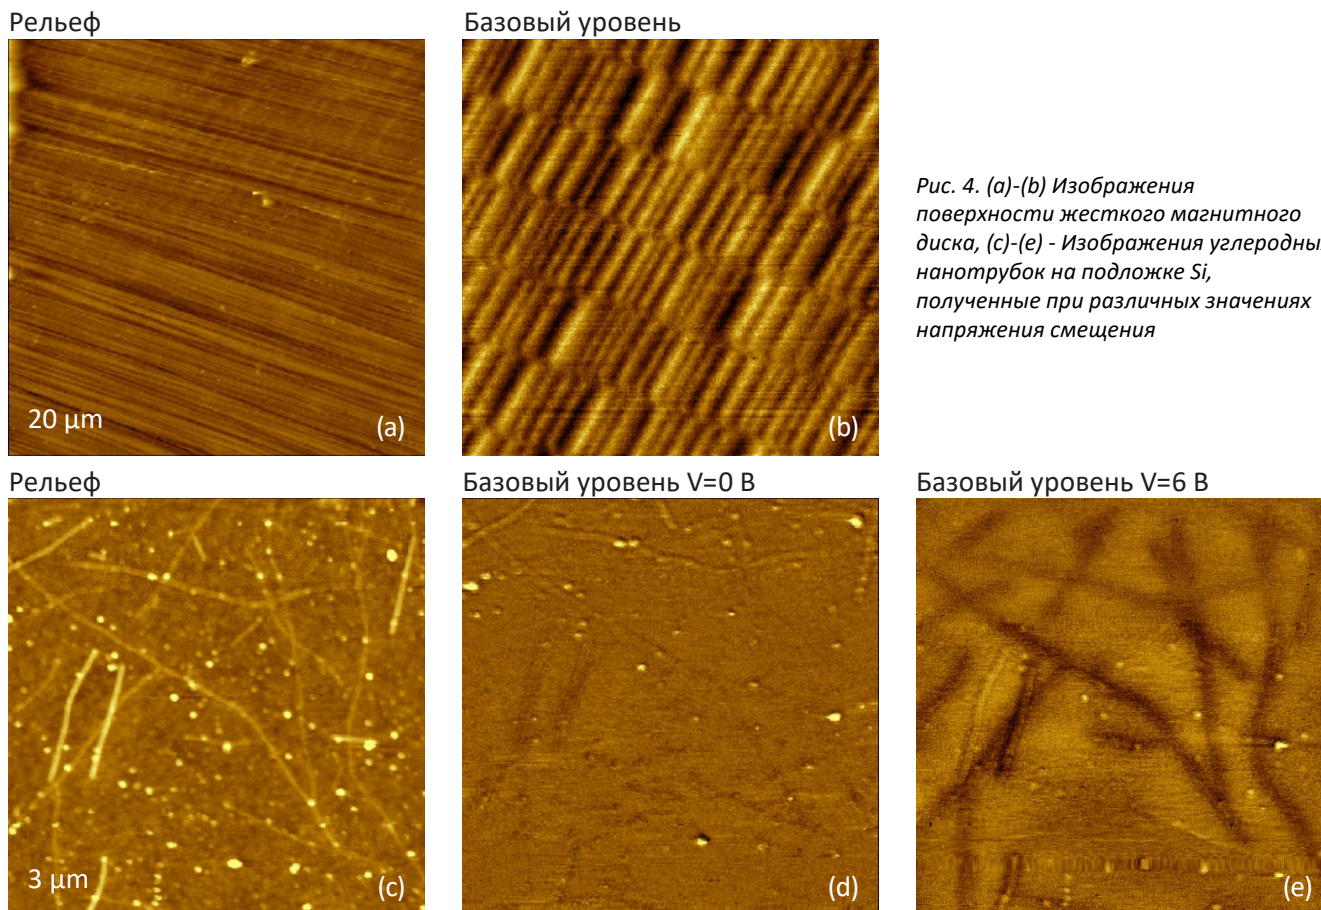 Рельеф
Базовый уровень
20 μm
(a)
(b)
Рис. 4. (a)-(b) Изображения
поверхности жесткого магнитного
диска, (c)-(e) - Изображения углеродны
нанотрубок на подложке Si,
полученные при различных значениях
напряжения смещения
Рельеф
Базовый уровень V=0 В
Базовый уровень V=6 В
3 μm
(c)
(d)
(e)